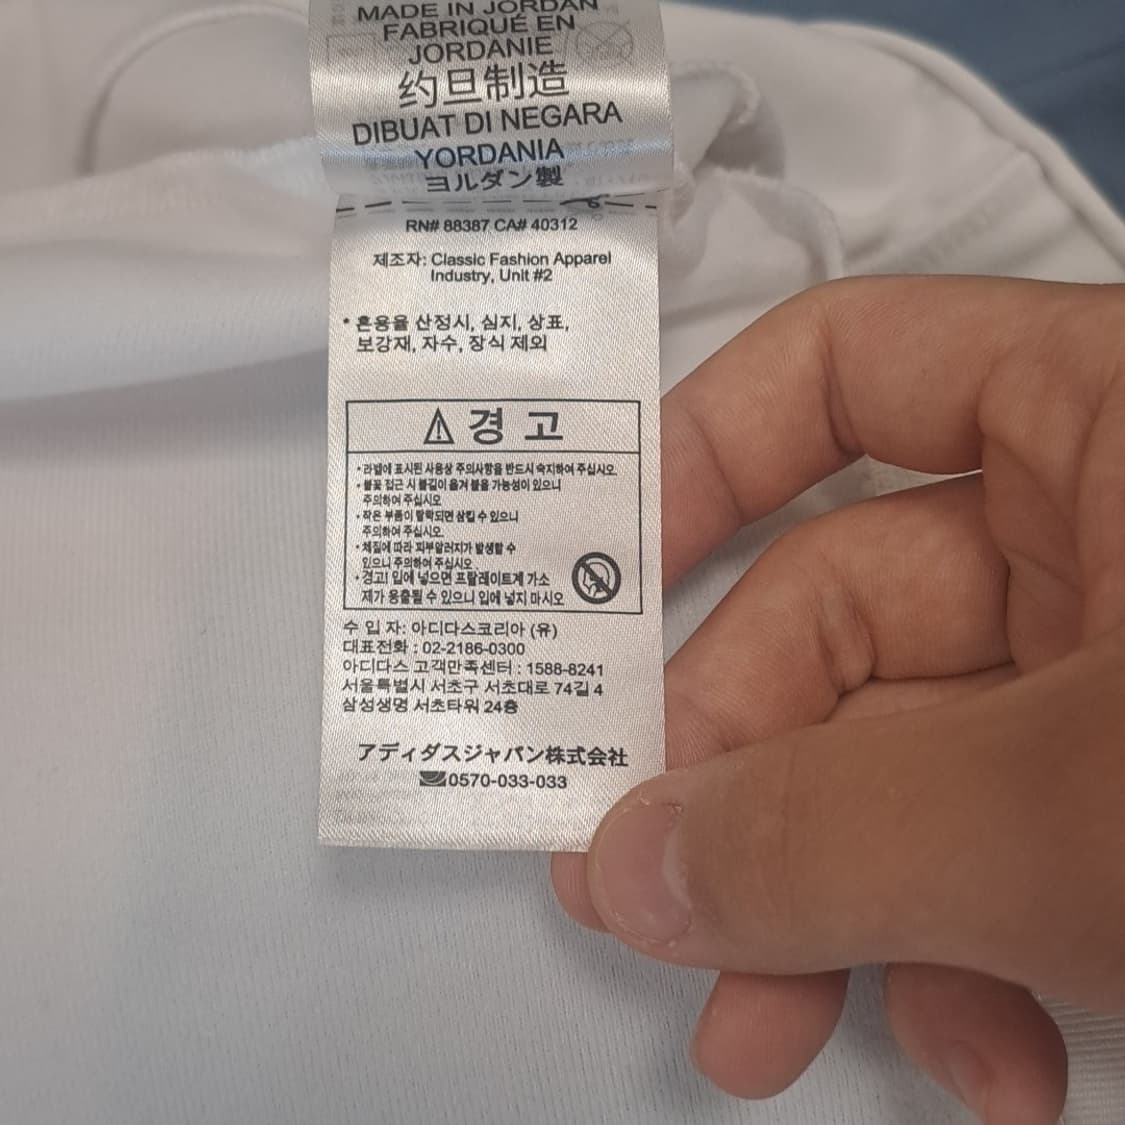 MADE IN JORDAN
FABRIQUÉ EN
JORDANIE
约旦制造
DIBUAT DI NEGARA
YORDANIA
ヨルダン製
RN# 88387 CA# 40312
제조자: Classic Fashion Apparel
Industry, Unit #2
* 혼용율 산정시, 심지, 상표,
보강재, 자수, 장식 제외
⚠ 경 고
• 라벨에 표시된 사용상 주의사항을 반드시 숙지하여 주십시오.
• 불꽃 접근 시 불길이 옮겨 붙을 가능성이 있으니
주의하여 주십시오
• 작은 부품이 탈락되면 삼킬 수 있으니
주의하여 주십시오.
• 체질에 따라 피부알러지가 발생할 수
있으니 주의하여 주십시오.
• 경고! 입에 넣으면 프탈레이트계 가소
제가 용출될 수 있으니 입에 넣지 마시오
수 입 자: 아디다스코리아 (유)
대표전화 : 02-2186-0300
아디다스 고객만족센터 : 1588-8241
서울특별시 서초구 서초대로 74길 4
삼성생명 서초타워 24층
アディダスジャパン株式会社
0570-033-033